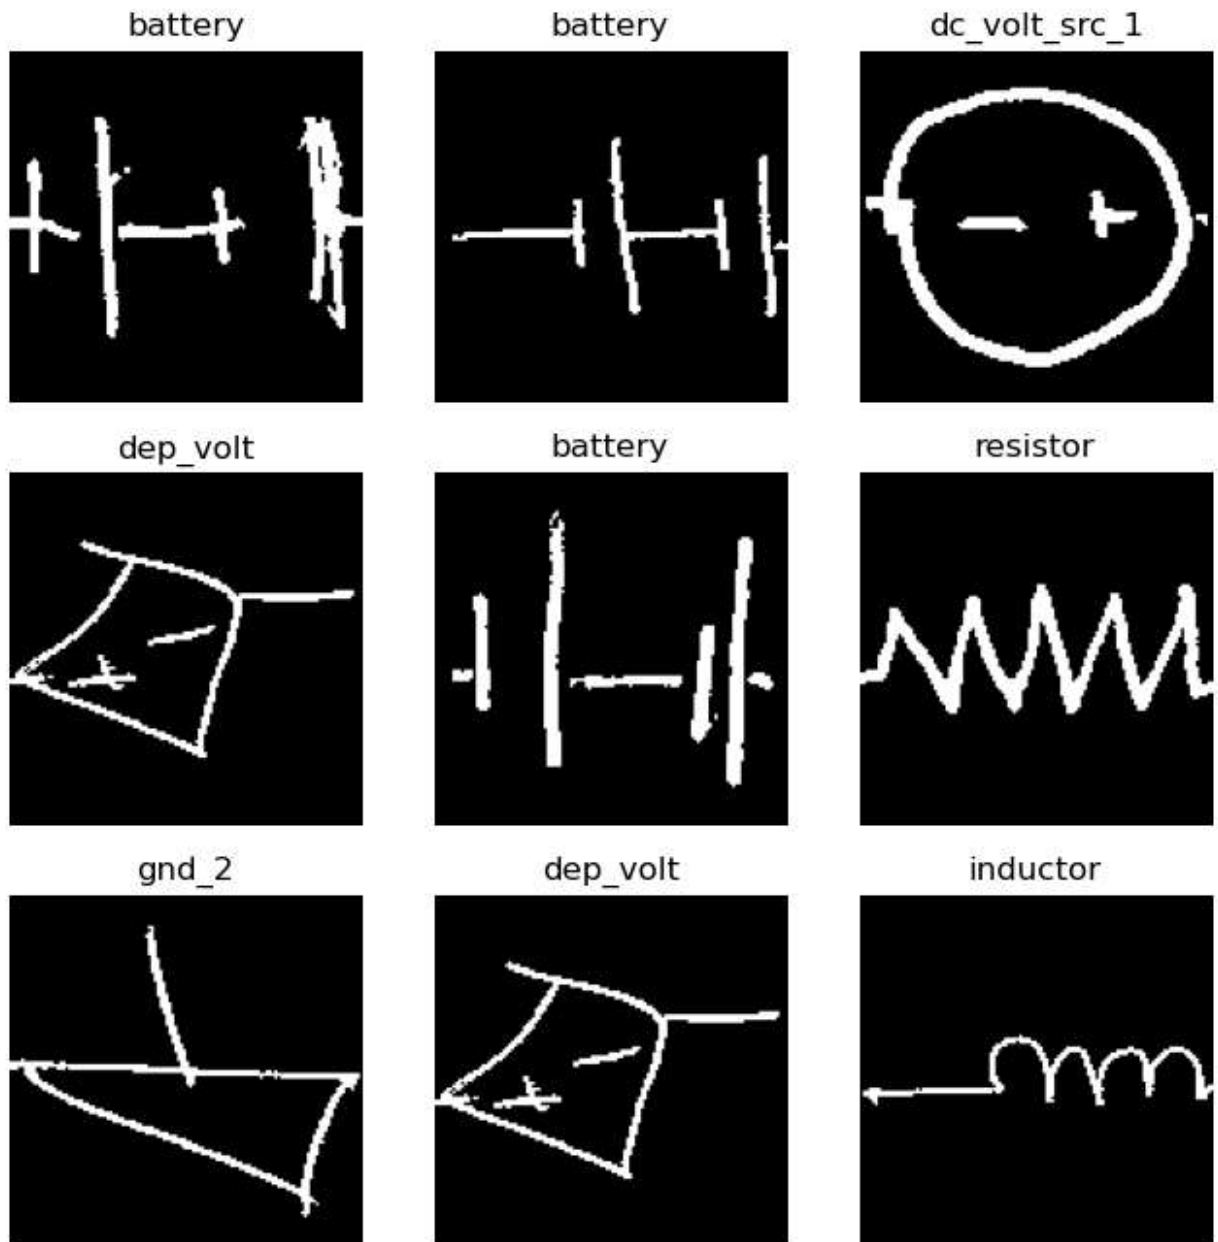 battery battery dc_volt_src_1
dep_volt battery resistor
gnd_2 dep_volt inductor